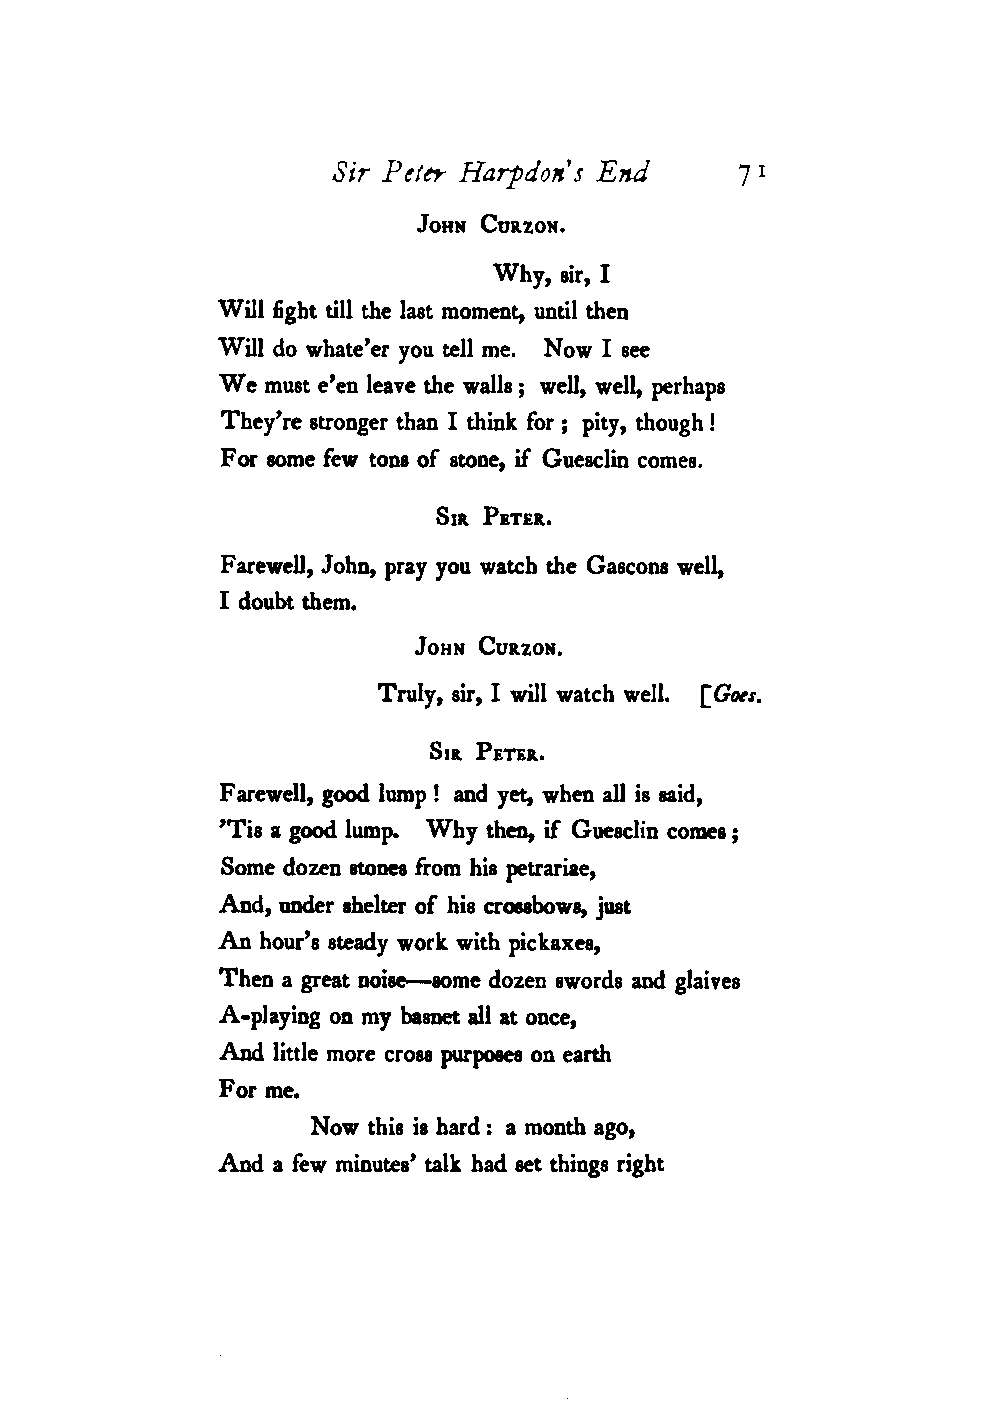 Sir Peter Harpdon's End 71
John Curzon.
Why, sir, I
Will fight till the last moment, until then
Will do whate'er you tell me. Now I see
We must e'en leave the walls; well, well, perhaps
They're stronger than I think for; pity, though!
For some few tons of stone, if Guesclin comes.
Sir Peter.
Farewell, John, pray you watch the Gascons well,
I doubt them.
John Curzon.
Truly, sir, I will watch well. [Goes.
Sir Peter.
Farewell, good lump! and yet, when all is said,
'Tis a good lump. Why then, if Guesclin comes;
Some dozen stones from his petrariae,
And, under shelter of his crossbows, just
An hour's steady work with pickaxes,
Then a great noise—some dozen swords and glaives
A-playing on my basnet all at once,
And little more cross purposes on earth
For me.
Now this is hard: a month ago,
And a few minutes' talk had set things right